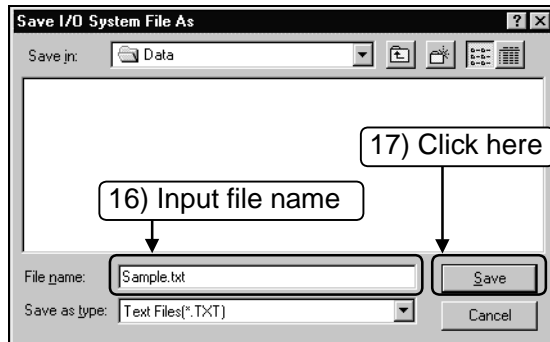 Save I/O System File As
Save in: Data
17) Click here
16) Input file name
File name: Sample.txt Save
Save as type: Text Files(*.TXT) Cancel